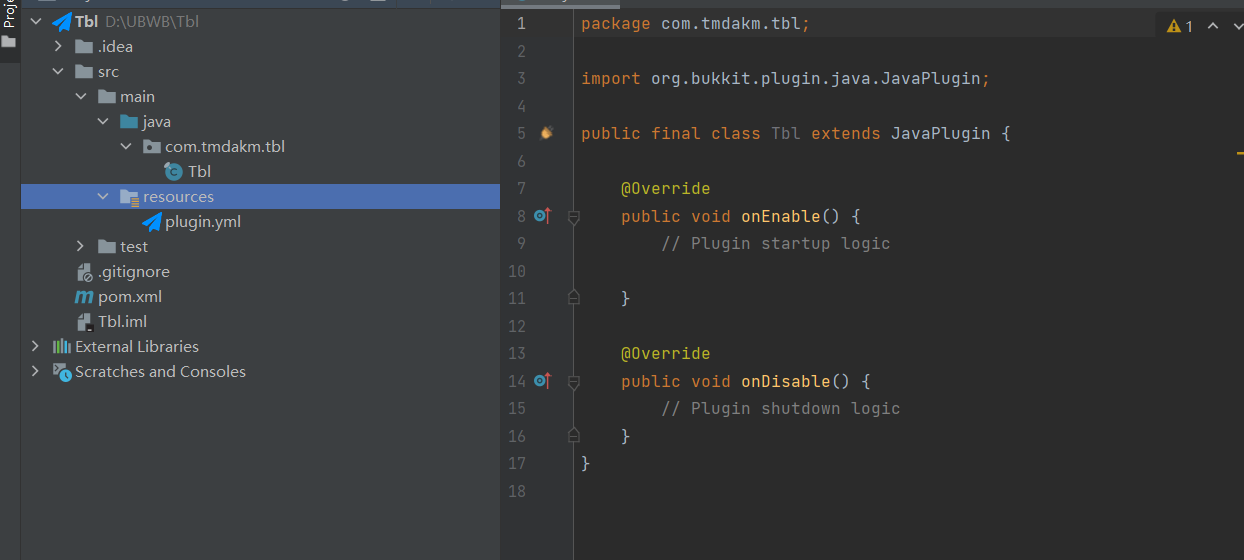 Proje
Tbl D:\UBWB\Tbl
.idea
src
main
java
com.tmdakm.tbl
Tbl
resources
plugin.yml
test
.gitignore
pom.xml
Tbl.iml
External Libraries
Scratches and Consoles
1 package com.tmdakm.tbl;
2
3 import org.bukkit.plugin.java.JavaPlugin;
4
5 public final class Tbl extends JavaPlugin {
6
7 @Override
8 public void onEnable() {
9 // Plugin startup logic
10
11 }
12
13 @Override
14 public void onDisable() {
15 // Plugin shutdown logic
16 }
17 }
18
1